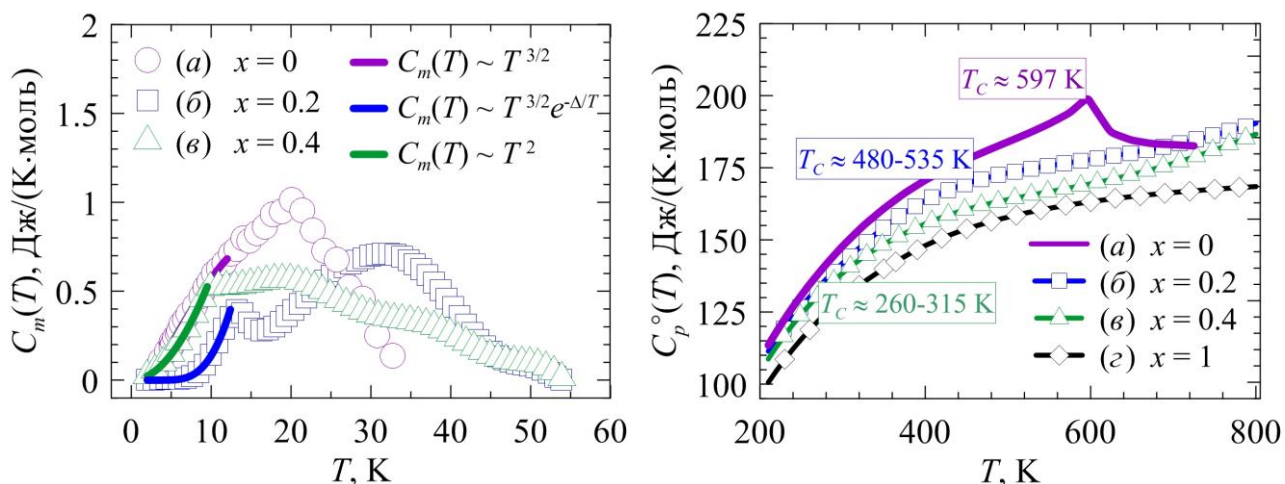 2
1.5
1
0.5
0
C_m(T), Дж/(К·моль)
(а) x = 0
(б) x = 0.2
(в) x = 0.4
C_m(T) ~ T^{3/2}
C_m(T) ~ T^{3/2}e^{-Δ/T}
C_m(T) ~ T^2
0 10 20 30 40 50 60
T, K
225
200
175
150
125
100
C_p°(T), Дж/(К·моль)
T_C ≈ 597 K
T_C ≈ 480-535 K
T_C ≈ 260-315 K
(а) x = 0
(б) x = 0.2
(в) x = 0.4
(г) x = 1
200 400 600 800
T, K